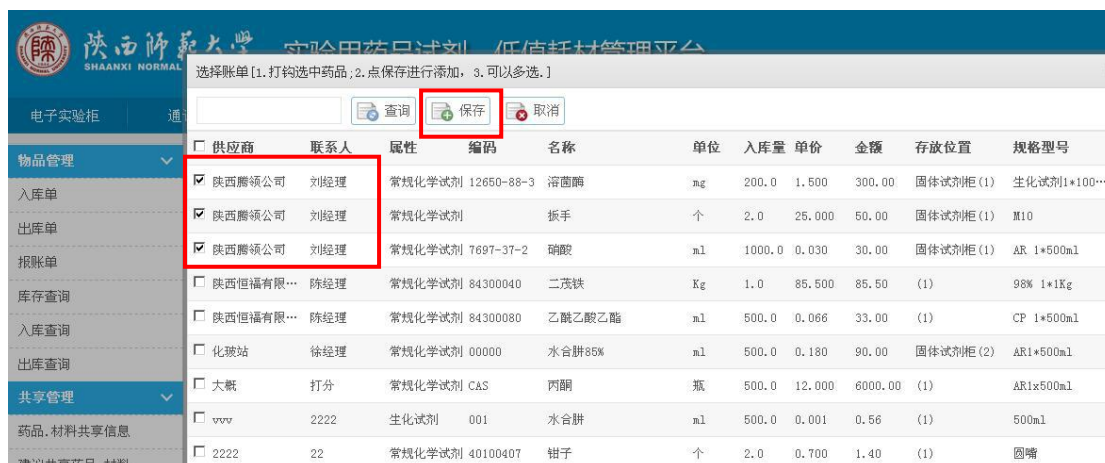 陕西师范大学 实验用药品试剂、低值耗材管理平台
SHAANXI NORMAL
选择账单[1.打钩选中药品;2.点保存进行添加，3.可以多选.]
电子实验柜
查询 保存 取消
物品管理
供应商 联系人 属性 编码 名称 单位 入库量 单价 金额 存放位置 规格型号
入库单
陕西腾领公司 刘经理 常规化学试剂 12650-88-3 溶菌酶 mg 200.0 1.500 300.00 固体试剂柜(1) 生化试剂1*100…
出库单
陕西腾领公司 刘经理 常规化学试剂 扳手 个 2.0 25.000 50.00 固体试剂柜(1) M10
报账单
陕西腾领公司 刘经理 常规化学试剂 7697-37-2 硝酸 ml 1000.0 0.030 30.00 固体试剂柜(1) AR 1*500ml
库存查询
陕西恒福有限… 陈经理 常规化学试剂 84300040 二茂铁 Kg 1.0 85.500 85.50 (1) 98% 1*1Kg
入库查询
陕西恒福有限… 陈经理 常规化学试剂 84300080 乙酰乙酸乙酯 ml 500.0 0.066 33.00 (1) CP 1*500ml
出库查询
化玻站 徐经理 常规化学试剂 00000 水合肼85% ml 500.0 0.180 90.00 固体试剂柜(2) AR1*500ml
共享管理
大概 打分 常规化学试剂 CAS 丙酮 瓶 500.0 12.000 6000.00 (1) AR1x500ml
药品.材料共享信息
vvv 2222 生化试剂 001 水合肼 ml 500.0 0.001 0.56 (1) 500ml
2222 22 常规化学试剂 40100407 钳子 个 2.0 0.700 1.40 (1) 圆嘴